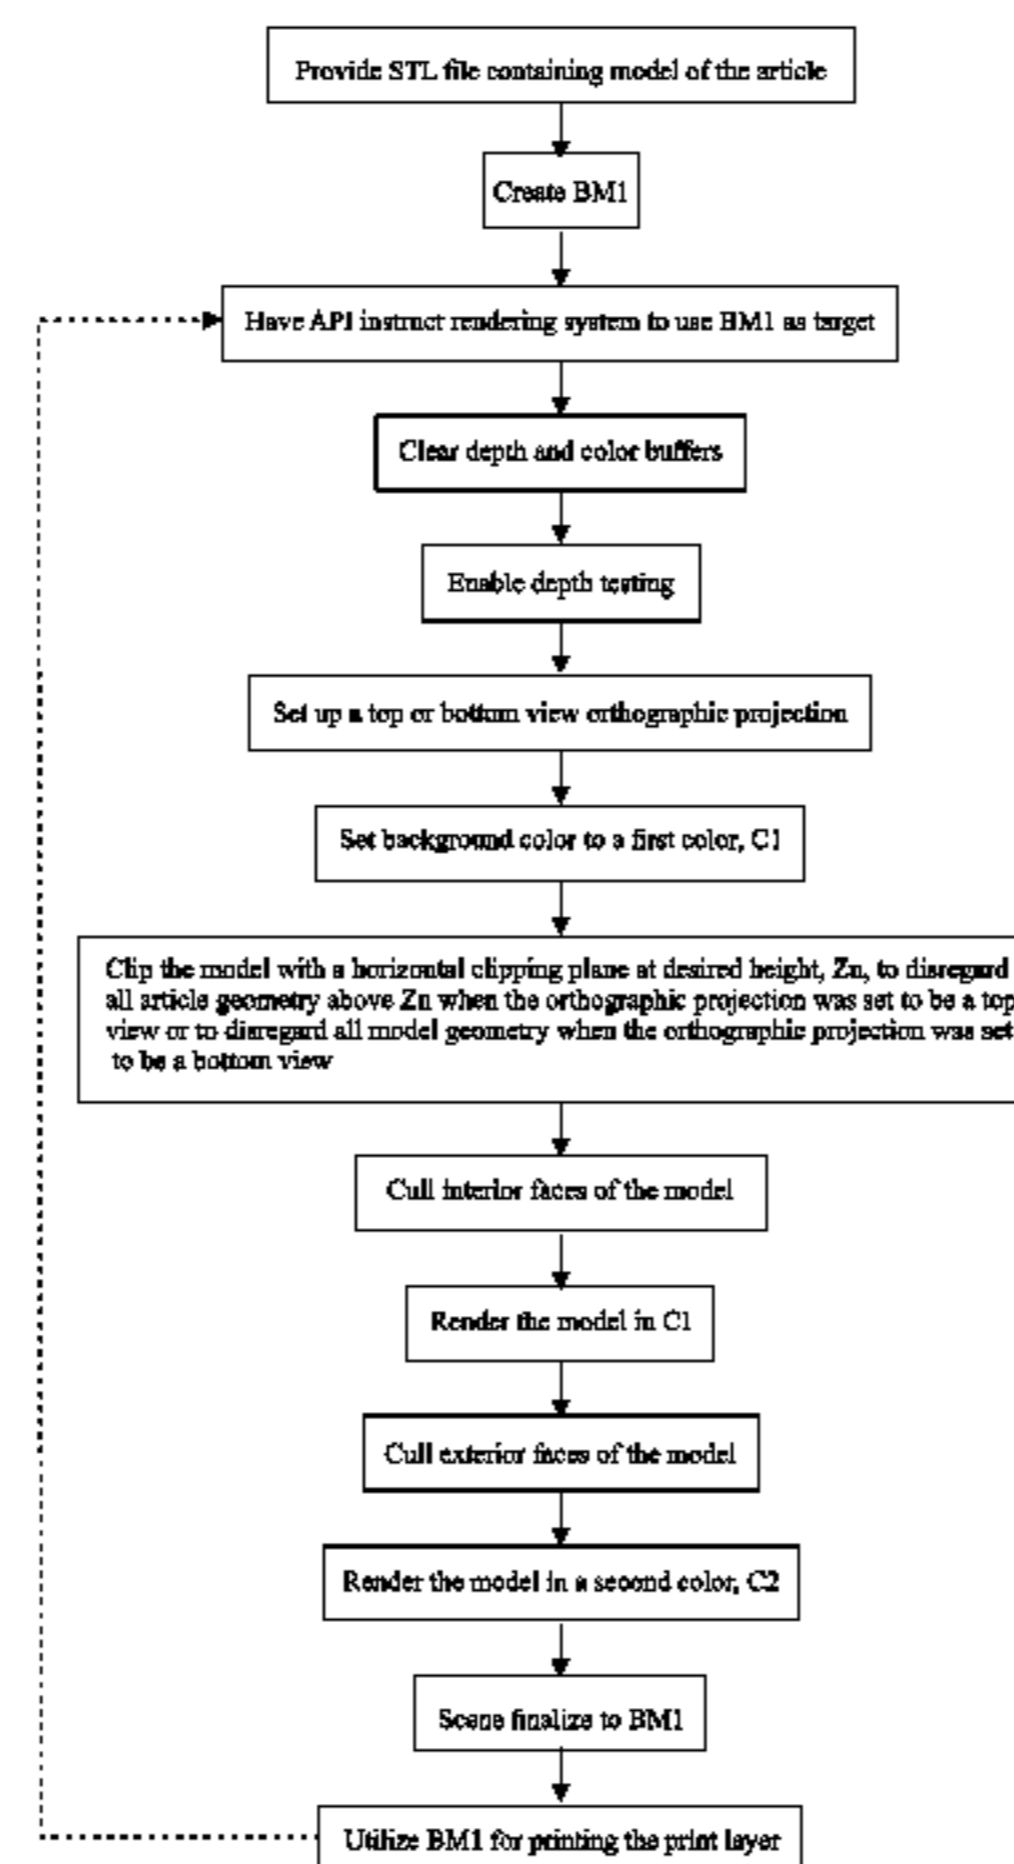 Provide STL file containing model of the article
Create BM1
Have API instruct rendering system to use BM1 as target
Clear depth and color buffers
Enable depth testing
Set up a top or bottom view orthographic projection
Set background color to a first color, C1
Clip the model with a horizontal clipping plane at desired height, Zn, to disregard
all article geometry above Zn when the orthographic projection was set to be a top
view or to disregard all model geometry when the orthographic projection was set
to be a bottom view
Cull interior faces of the model
Render the model in C1
Cull exterior faces of the model
Render the model in a second color, C2
Scene finalize to BM1
Utilize BM1 for printing the print layer